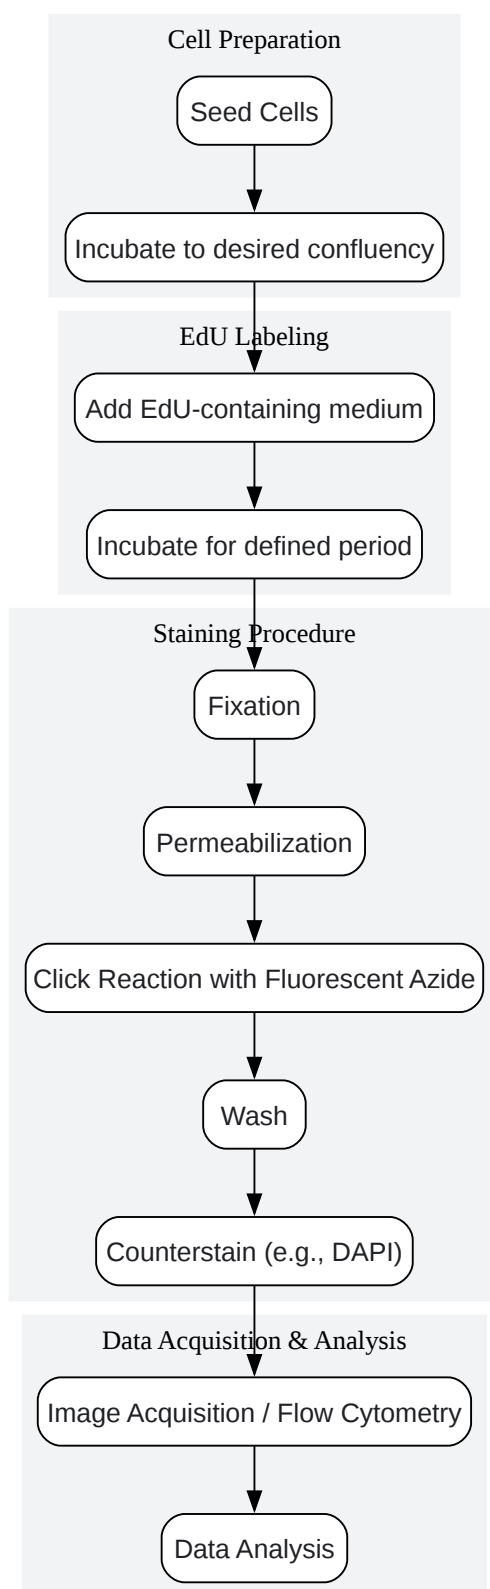 Cell Preparation
Seed Cells
Incubate to desired confluency
EdU Labeling
Add EdU-containing medium
Incubate for defined period
Staining Procedure
Fixation
Permeabilization
Click Reaction with Fluorescent Azide
Wash
Counterstain (e.g., DAPI)
Data Acquisition & Analysis
Image Acquisition / Flow Cytometry
Data Analysis